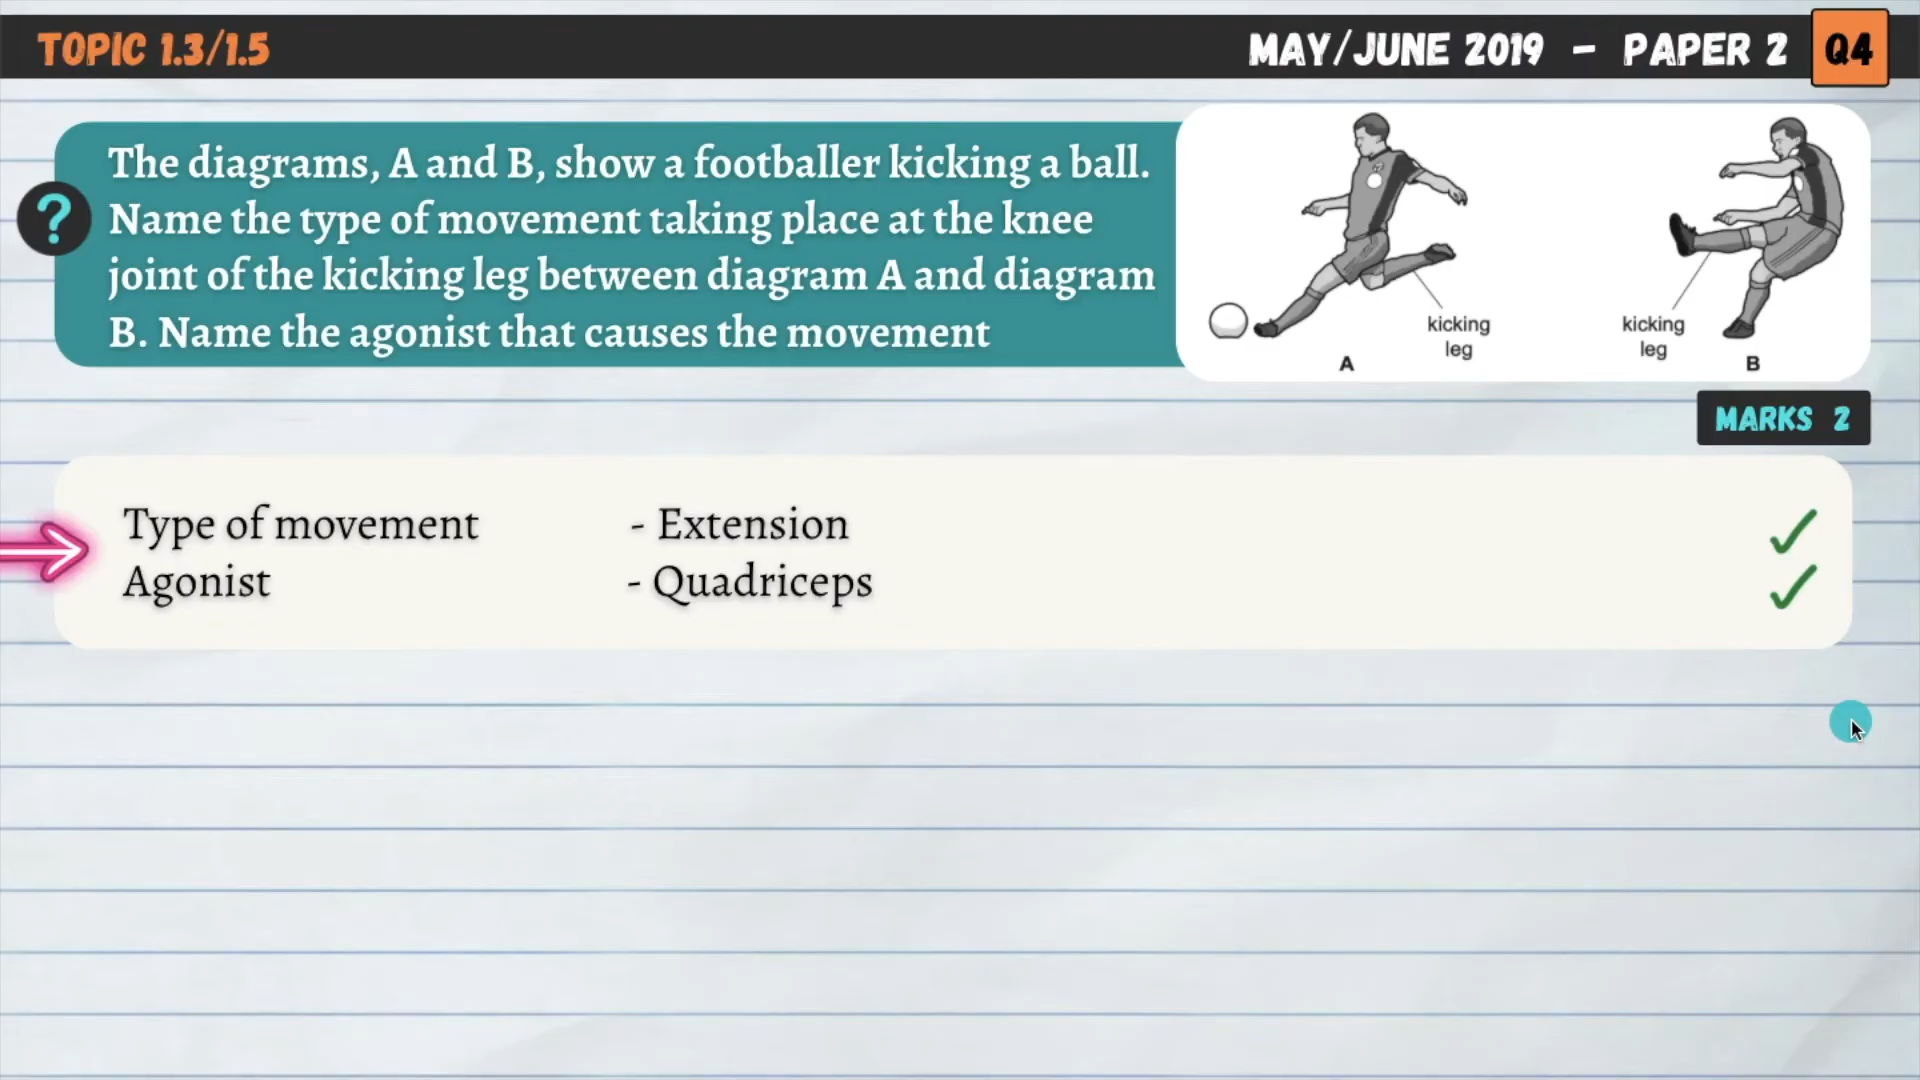 TOPIC 1.3/1.5
MAY/JUNE 2019 - PAPER 2
Q4
?
The diagrams, A and B, show a footballer kicking a ball.
Name the type of movement taking place at the knee
joint of the kicking leg between diagram A and diagram
B. Name the agonist that causes the movement
kicking
leg
A
kicking
leg
B
MARKS 2
Type of movement - Extension
Agonist - Quadriceps